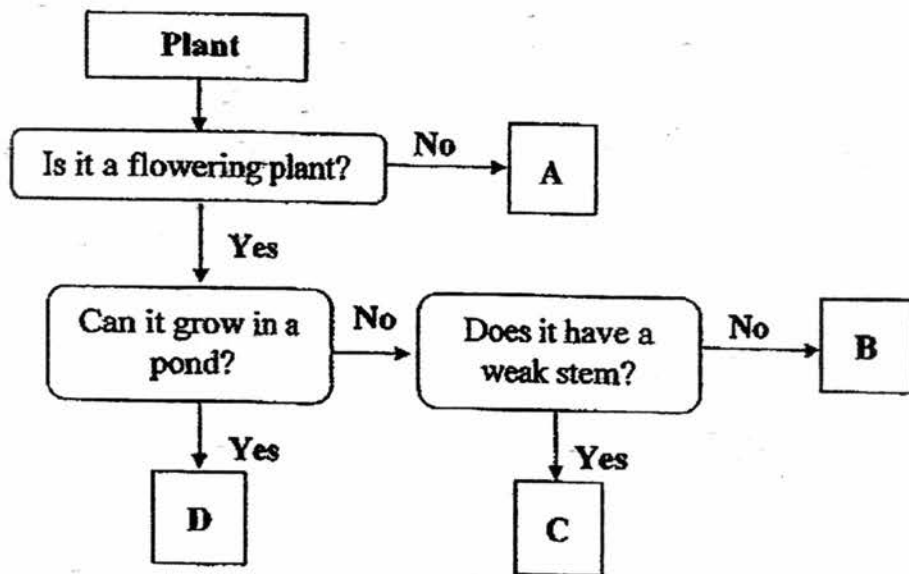 Plant
Is it a flowering plant?
No
A
Yes
Can it grow in a
pond?
No
Does it have a
weak stem?
No
B
Yes
D
Yes
C